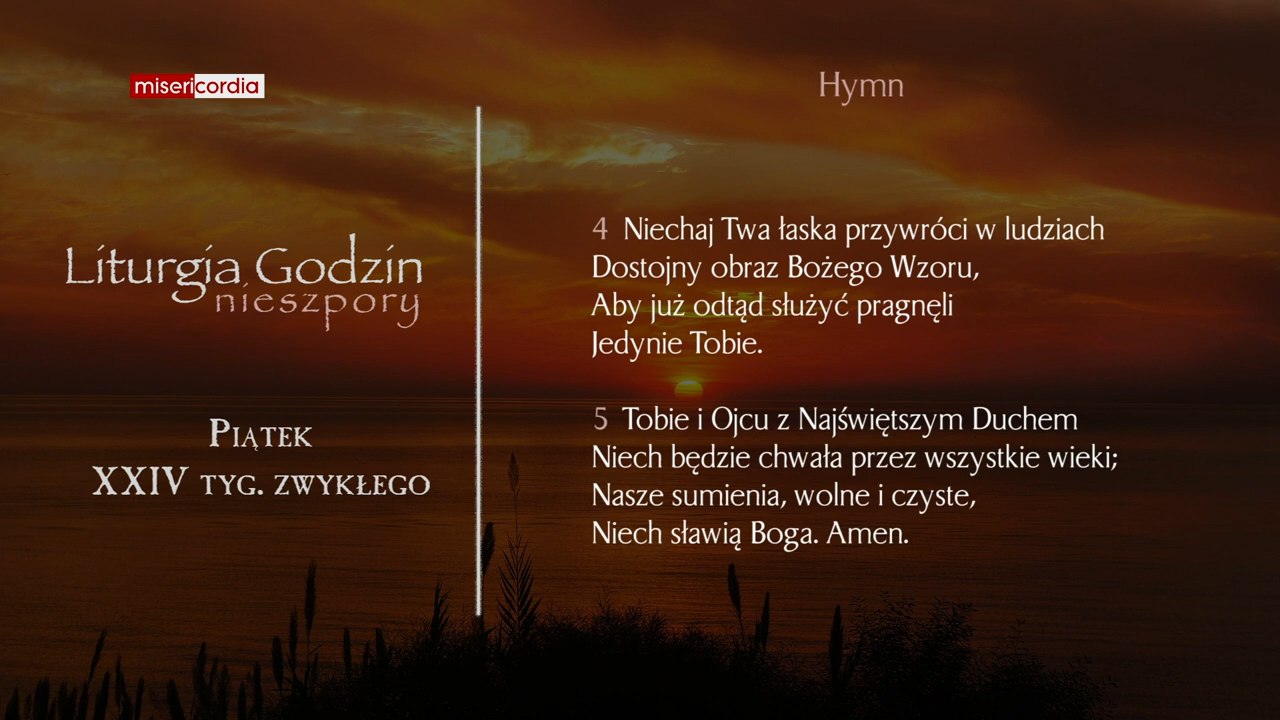 misericordia
Liturgia Godzin
nieszpory
Piątek
XXIV tyg. zwykłego
Hymn
4 Niechaj Twa łaska przywróci w ludziach
Dostojny obraz Bożego Wzoru,
Aby już odtąd służyć pragnęli
Jedynie Tobie.
5 Tobie i Ojcu z Najświętszym Duchem
Niech będzie chwała przez wszystkie wieki;
Nasze sumienia, wolne i czyste,
Niech sławią Boga. Amen.